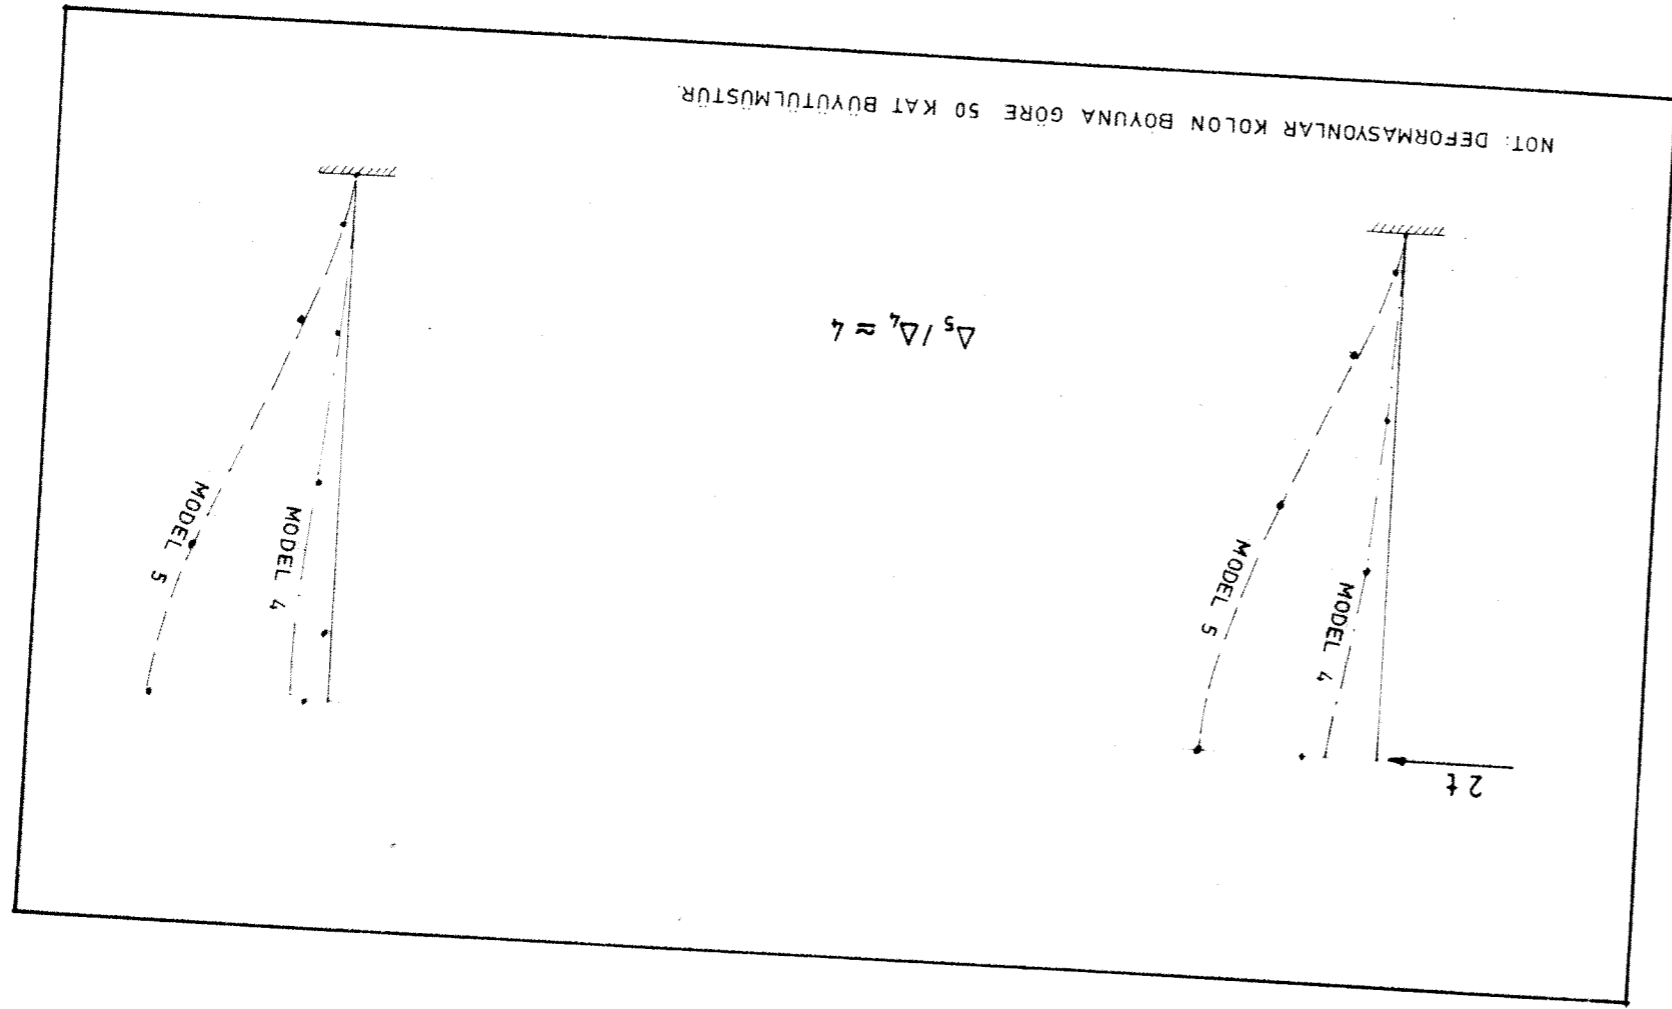 2 t
MODEL 4
MODEL 5
MODEL 4
MODEL 5
Δ₅ /Δ₄ ≈ 4
NOT: DEFORMASYONLAR KOLON BOYUNA GÖRE 50 KAT BÜYÜTÜLMÜSTÜR.